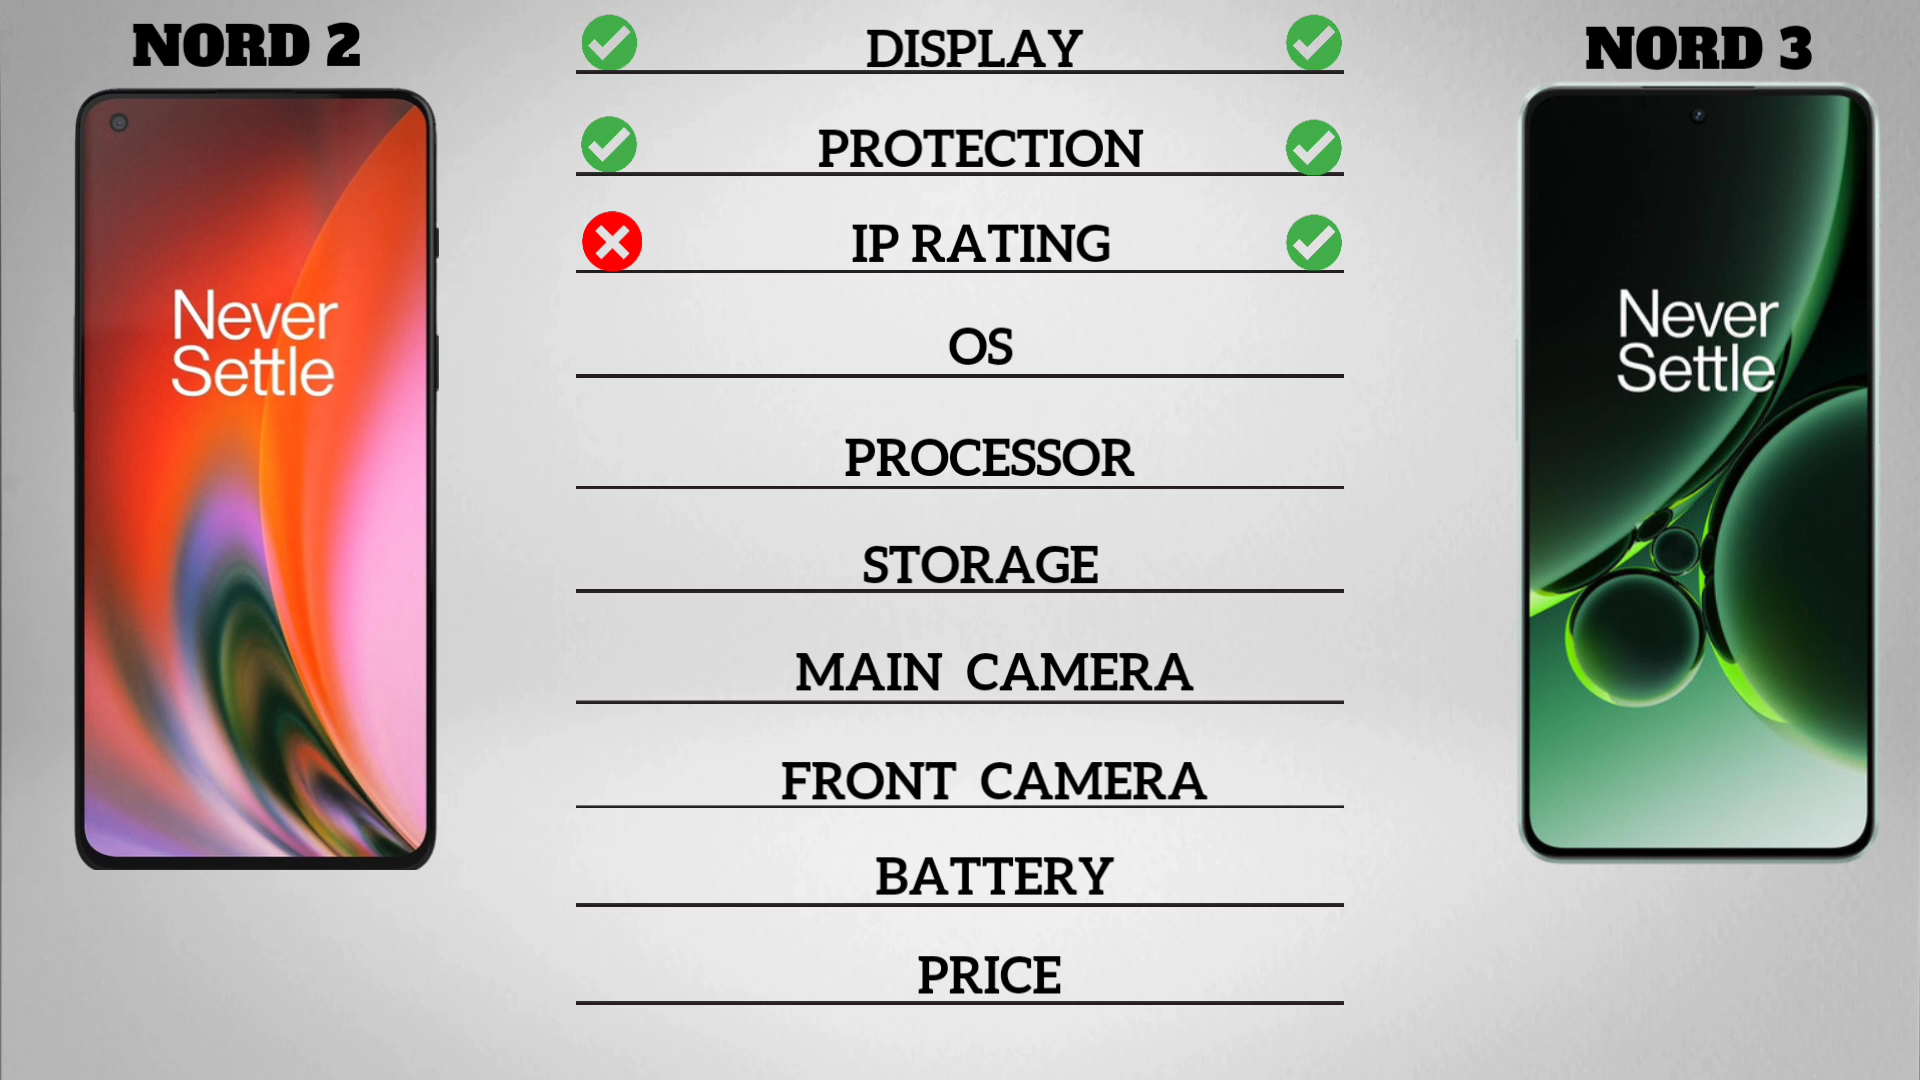 NORD 2
DISPLAY
NORD 3
PROTECTION
IP RATING
Never
Settle
Never
Settle
OS
PROCESSOR
STORAGE
MAIN CAMERA
FRONT CAMERA
BATTERY
PRICE